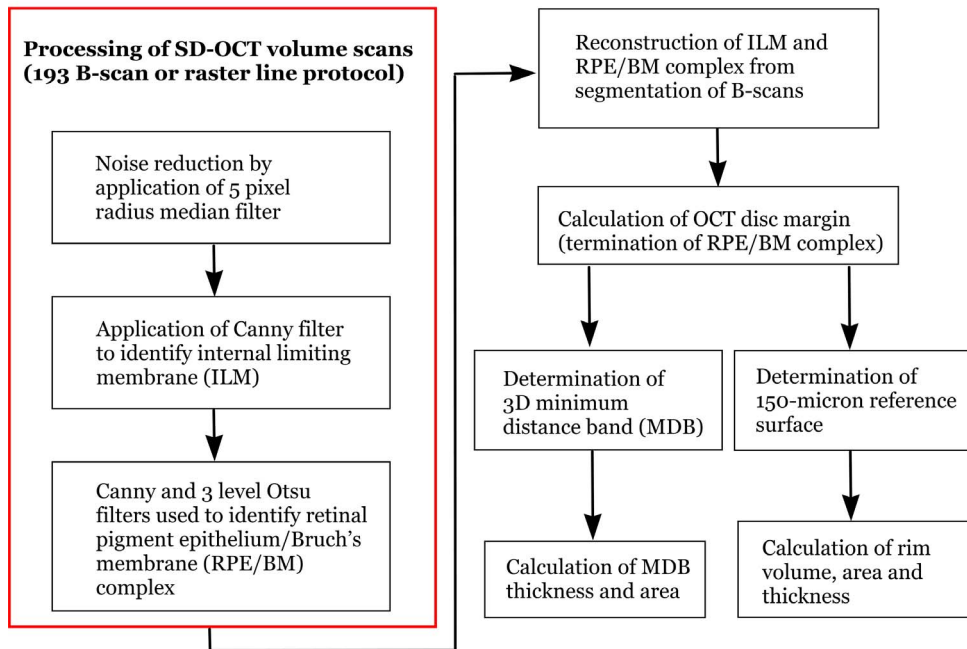 Processing of SD-OCT volume scans
(193 B-scan or raster line protocol)
Noise reduction by
application of 5 pixel
radius median filter
Application of Canny filter
to identify internal limiting
membrane (ILM)
Canny and 3 level Otsu
filters used to identify retinal
pigment epithelium/Bruch's
membrane (RPE/BM)
complex
Reconstruction of ILM and
RPE/BM complex from
segmentation of B-scans
Calculation of OCT disc margin
(termination of RPE/BM complex)
Determination of
3D minimum
distance band (MDB)
Calculation of MDB
thickness and area
Determination of
150-micron reference
surface
Calculation of rim
volume, area and
thickness